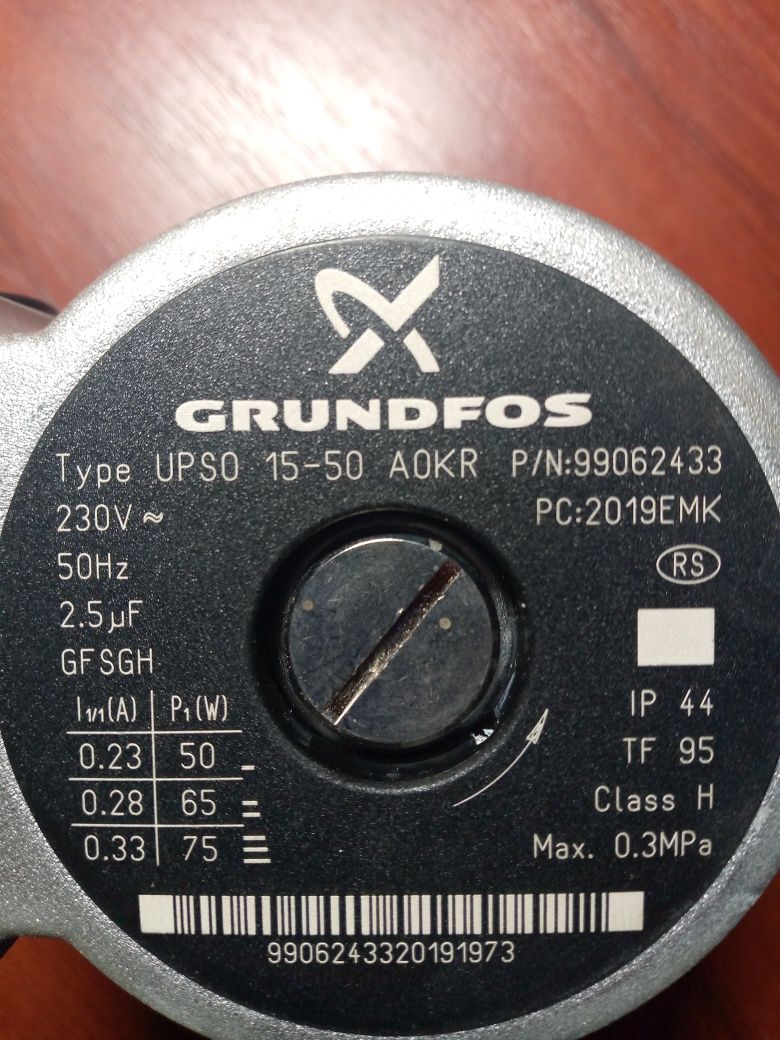 GRUNDFOS
Type UPSO 15-50 AOKR P/N:99062433
230V ≂ PC:2019EMK
50Hz RS
2.5µF
GFSGH
I1/1(A) P1(W) IP 44
0.23 50 TF 95
0.28 65 Class H
0.33 75 Max. 0.3MPa
9906243320191973